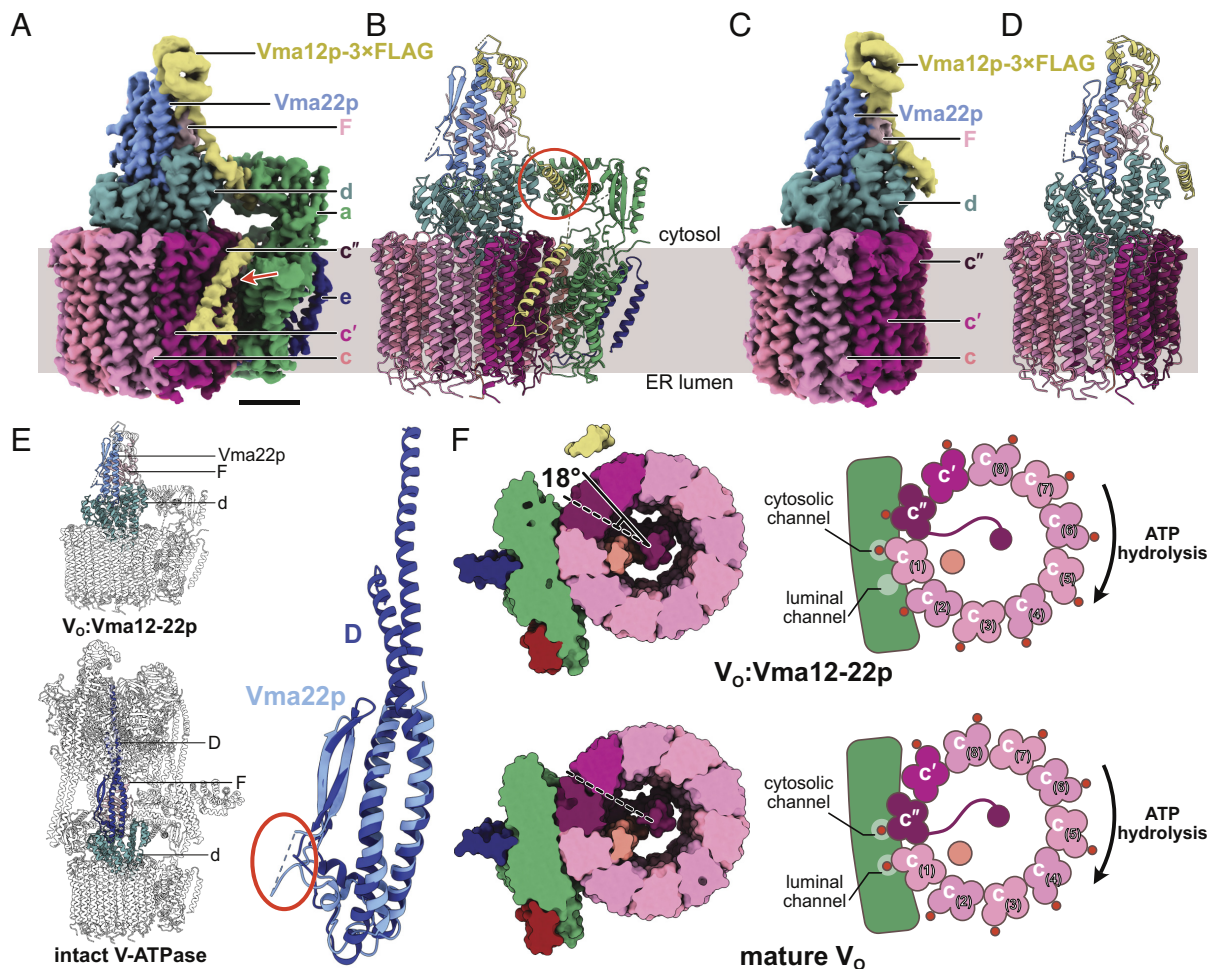 A
B
C
D
Vma12p-3×FLAG
Vma22p
F
d
a
c″
e
c′
c
cytosol
ER lumen
Vma12p-3×FLAG
Vma22p
F
d
c″
c′
c
E
Vma22p
F
d
Vo:Vma12-22p
D
F
d
intact V-ATPase
D
Vma22p
F
18°
Vo:Vma12-22p
cytosolic
channel
luminal
channel
C″
C′
C(8)
C(7)
C(6)
C(5)
C(4)
C(3)
C(2)
C(1)
ATP
hydrolysis
mature Vo
cytosolic
channel
luminal
channel
C″
C′
C(8)
C(7)
C(6)
C(5)
C(4)
C(3)
C(2)
C(1)
ATP
hydrolysis